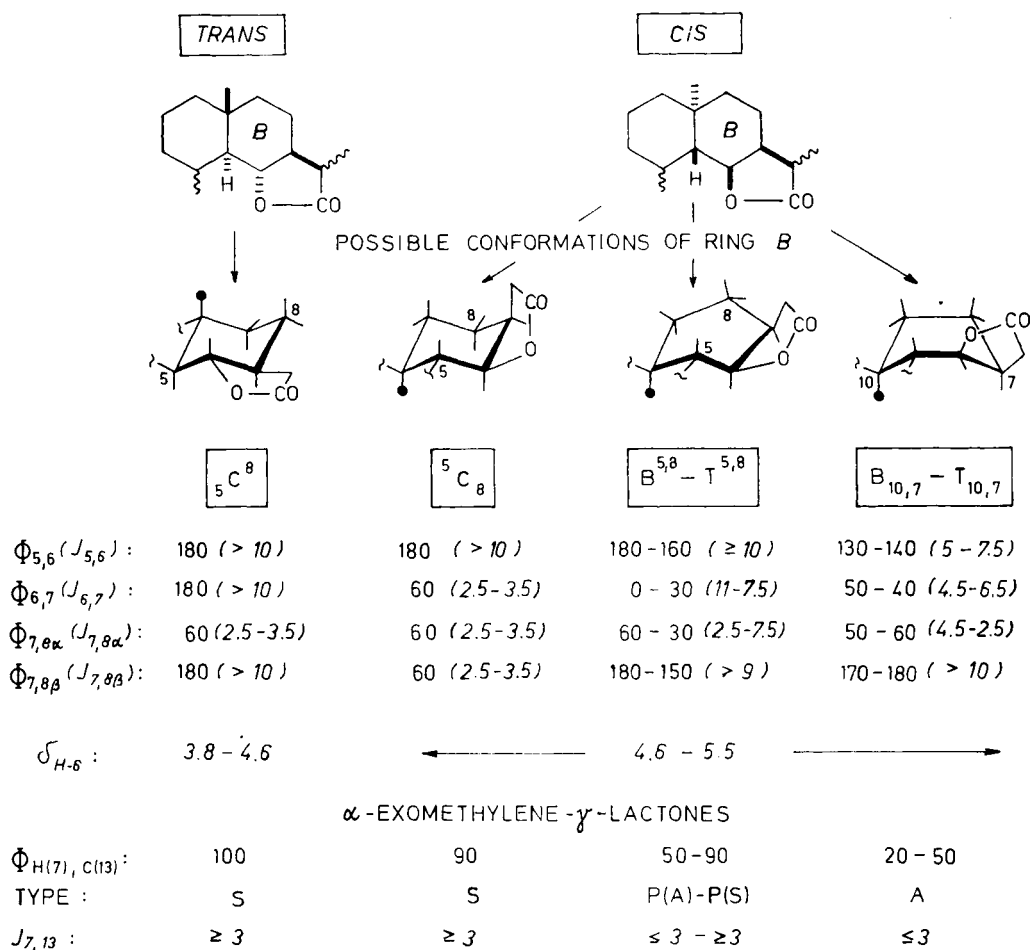 TRANS CIS
B B
H H
O CO O CO
POSSIBLE CONFORMATIONS OF RING B
8 8 CO 8 CO O CO
5 O CO 5 O 5 O 10 7
₅C⁸ ⁵C₈ B⁵,⁸ – T⁵,⁸ B₁₀,₇ – T₁₀,₇
Φ₅,₆ (J₅,₆) : 180 ( > 10 ) 180 ( > 10 ) 180 – 160 ( ≥ 10 ) 130 – 140 ( 5 – 7.5 )
Φ₆,₇ (J₆,₇) : 180 ( > 10 ) 60 (2.5 – 3.5) 0 – 30 (11 – 7.5) 50 – 40 (4.5 – 6.5)
Φ₇,₈α (J₇,₈α) : 60 (2.5 – 3.5) 60 (2.5 – 3.5) 60 – 30 (2.5 – 7.5) 50 – 60 (4.5 – 2.5)
Φ₇,₈β (J₇,₈β) : 180 ( > 10 ) 60 (2.5 – 3.5) 180 – 150 ( > 9 ) 170 – 180 ( > 10 )
δH-6 : 3.8 – 4.6 4.6 – 5.5
α-EXOMETHYLENE-γ-LACTONES
ΦH(7), C(13) : 100 90 50 – 90 20 – 50
TYPE : S S P(A) – P(S) A
J₇,₁₃ : ≥ 3 ≥ 3 ≤ 3 – ≥ 3 ≤ 3